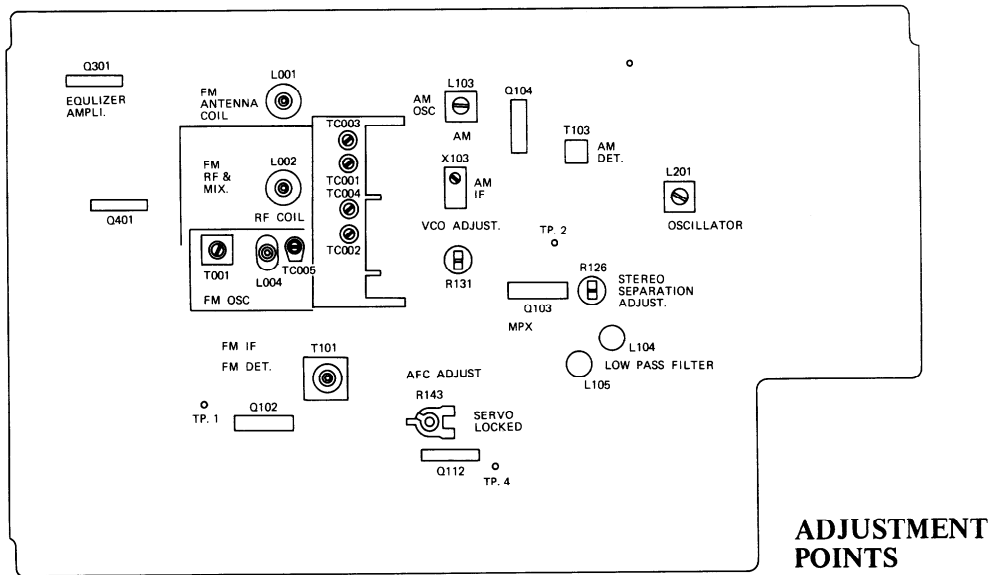 Q301
EQULIZER
AMPLI.
L001
FM
ANTENNA
COIL
TC003
L103
AM
OSC
AM
Q104
T103
AM
DET.
FM
RF &
MIX.
L002
RF COIL
TC001
TC004
TC002
X103
AM
IF
L201
OSCILLATOR
Q401
VCO ADJUST.
R131
TP. 2
T001
L004
TC005
FM OSC
R126
STEREO
SEPARATION
ADJUST.
Q103
MPX
L104
LOW PASS FILTER
L105
FM IF
FM DET.
T101
AFC ADJUST
R143
SERVO
LOCKED
TP. 1
Q102
Q112
TP. 4
ADJUSTMENT
POINTS